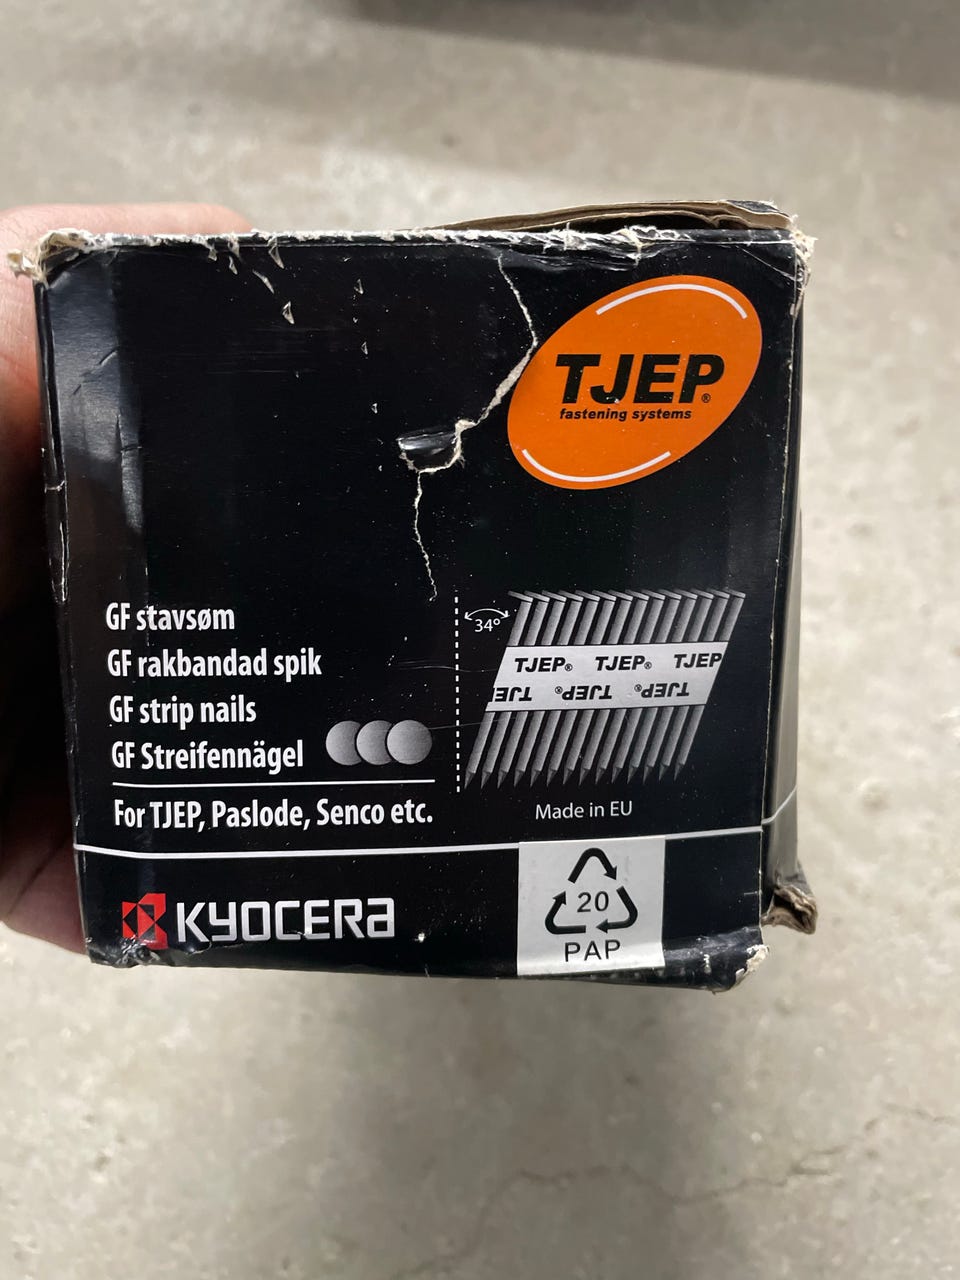 TJEP®
fastening systems
GF stavsøm
GF rakbandad spik
GF strip nails
GF Streifennägel
For TJEP, Paslode, Senco etc.
34°
TJEP® TJEP® TJEP
TJEP TJEP® TJEP®
Made in EU
KYOCERA
20
PAP